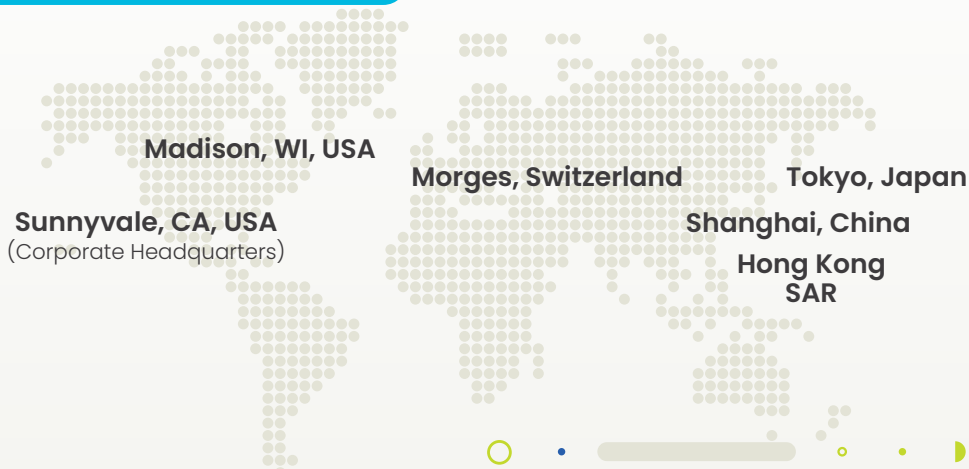 Madison, WI, USA
Morges, Switzerland
Tokyo, Japan
Sunnyvale, CA, USA
(Corporate Headquarters)
Shanghai, China
Hong Kong
SAR